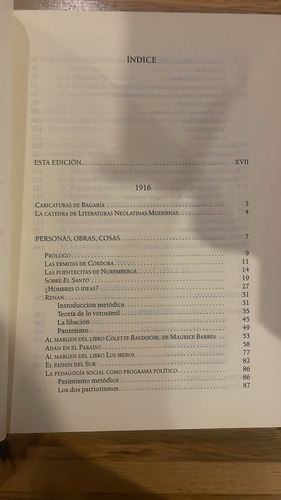 ÍNDICE
ESTA EDICIÓN XVII
1916
CARICATURAS DE BAGARÍA 3
LA CÁTEDRA DE LITERATURAS NEOLATINAS MODERNAS 4
PERSONAS, OBRAS, COSAS 7
PRÓLOGO 9
LAS ERMITAS DE CÓRDOBA 11
LAS FUENTECITAS DE NUREMBERGA 14
SOBRE EL SANTO 19
¿HOMBRES O IDEAS? 27
RENAN 31
Introducción metódica 31
Teoría de lo verosímil 35
La libación 45
Panteísmo 49
AL MARGEN DEL LIBRO COLETTE BAUDOCHE, DE MAURICE BARRÈS 53
ADÁN EN EL PARAÍSO 58
AL MARGEN DEL LIBRO LOS IBEROS 77
EL PATHOS DEL SUR 82
LA PEDAGOGÍA SOCIAL COMO PROGRAMA POLÍTICO 86
Pesimismo metódico 86
Los dos patriotismos 87